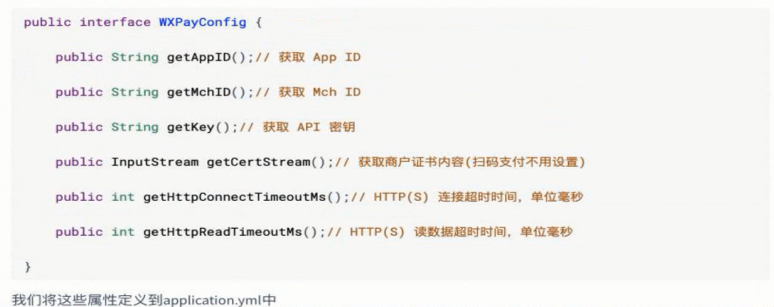 public interface WXPayConfig {
public String getAppID();// 获取 App ID
public String getMchID();// 获取 Mch ID
public String getKey();// 获取 API 密钥
public InputStream getCertStream();// 获取商户证书内容(扫码支付不用设置)
public int getHttpConnectTimeoutMs();// HTTP(S) 连接超时时间，单位毫秒
public int getHttpReadTimeoutMs();// HTTP(S) 读数据超时时间，单位毫秒
}
我们将这些属性定义到application.yml中